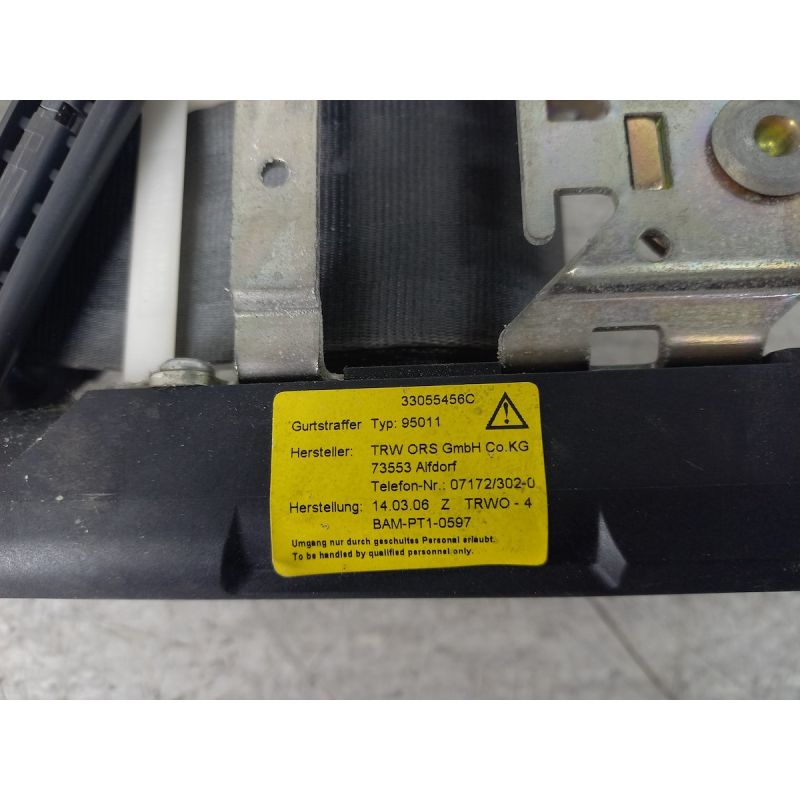 33055456C
Gurtstraffer Typ: 95011
Hersteller: TRW ORS GmbH Co.KG
73553 Alfdorf
Telefon-Nr.: 07172/302-0
Herstellung: 14.03.06 Z TRWO - 4
BAM-PT1-0597
Umgang nur durch geschultes Personal erlaubt.
To be handled by qualified personnel only.